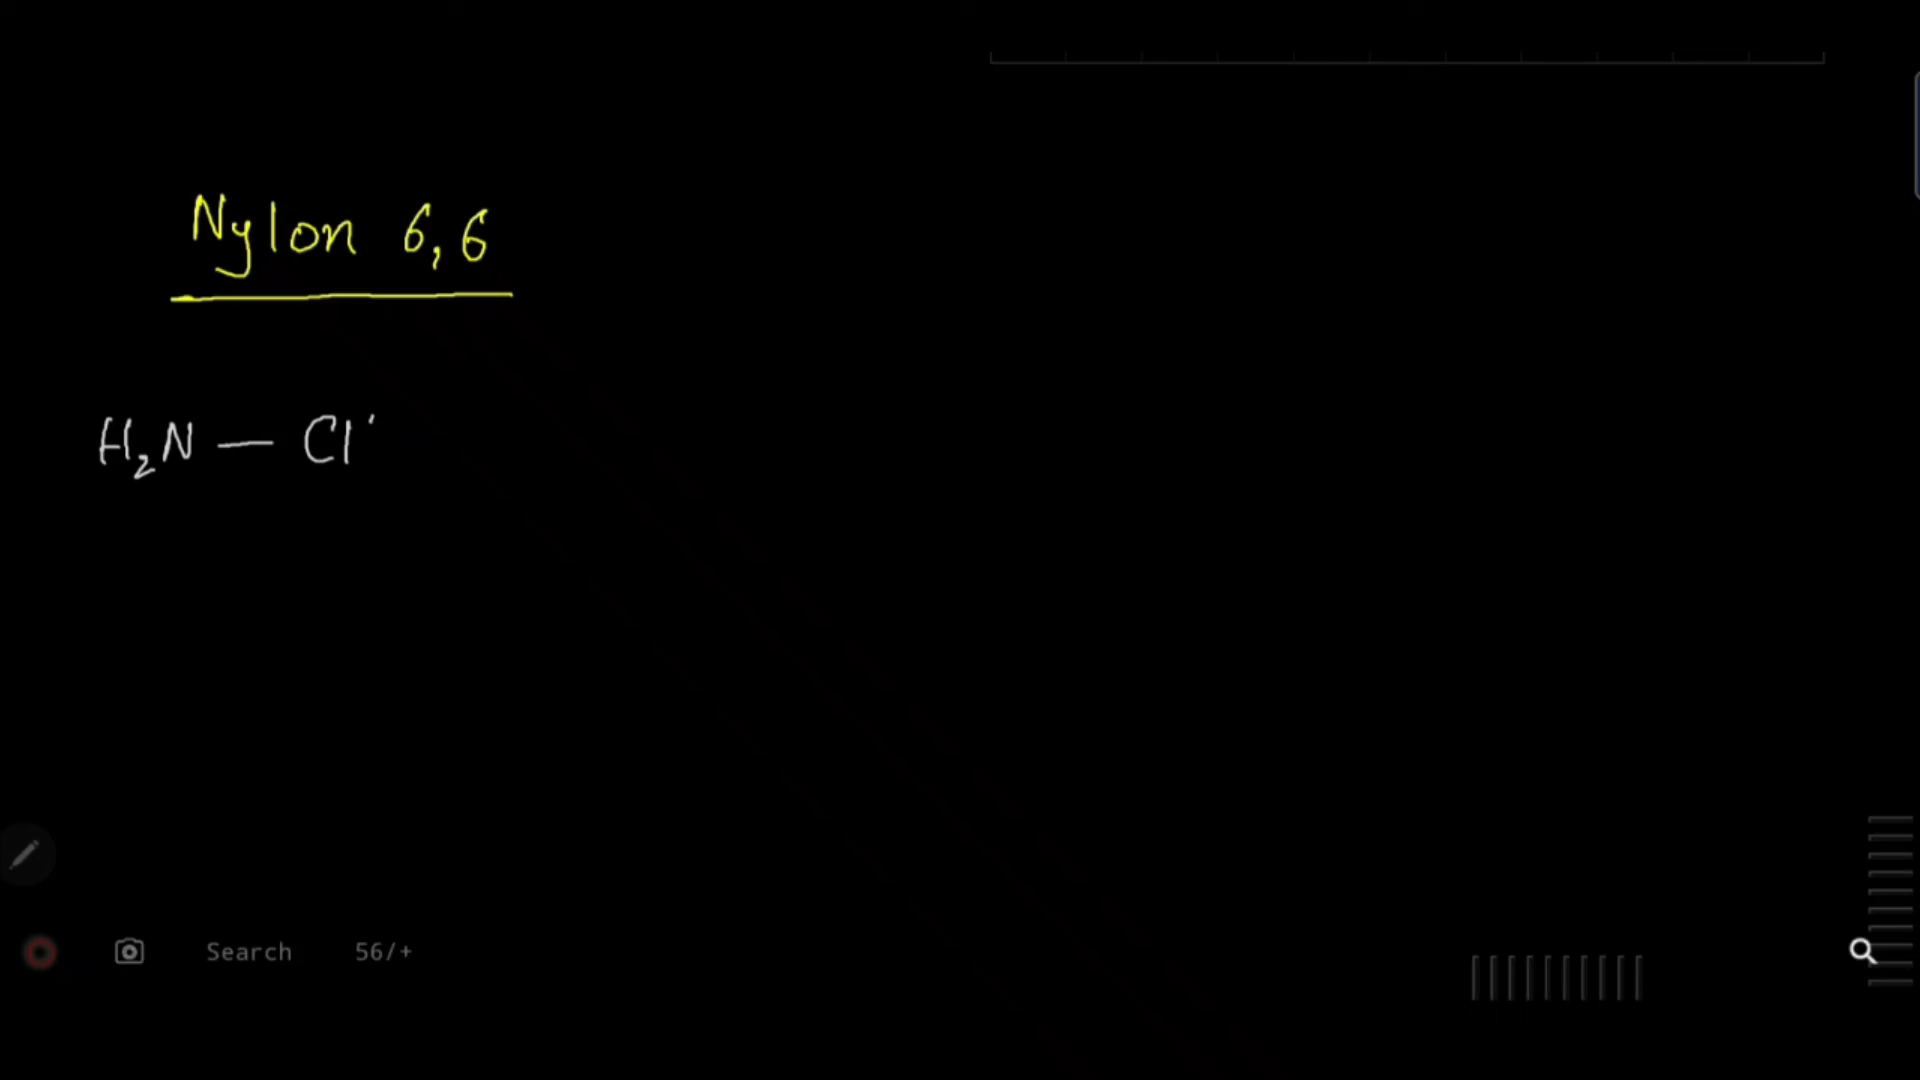 Nylon 6,6
H₂N — Cl'
Search 56/+